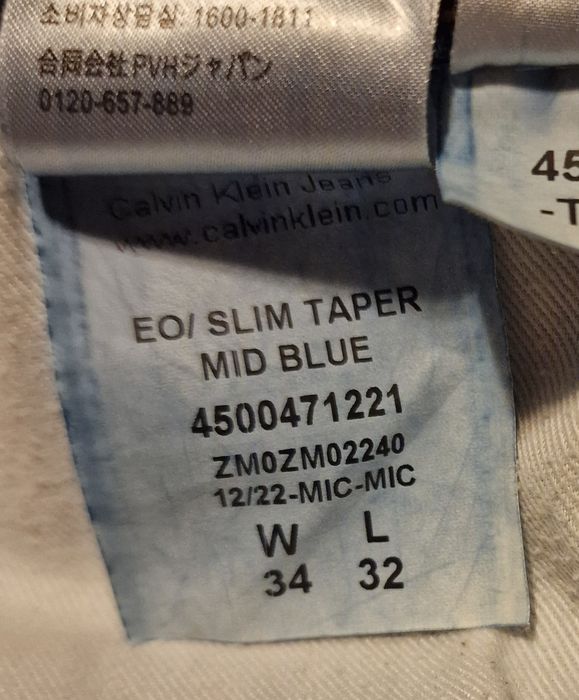 소비자상담실: 1600-1811
合同会社PVHジャパン
0120-657-889
Calvin Klein Jeans
www.calvinklein.com
EO/ SLIM TAPER
MID BLUE
4500471221
ZM0ZM02240
12/22-MIC-MIC
W L
34 32
45
-T